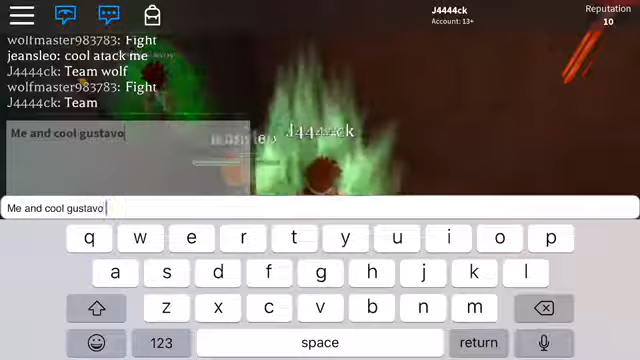 J4444ck
Account: 13+
Reputation
10
wolfmaster983783: Fight
jeansleo: cool atack me
J4444ck: Team wolf
wolfmaster983783: Fight
J4444ck: Team
Me and cool gustavo
J4444ck
Me and cool gustavo
q w e r t y u i o p
a s d f g h j k l
z x c v b n m
123 space return